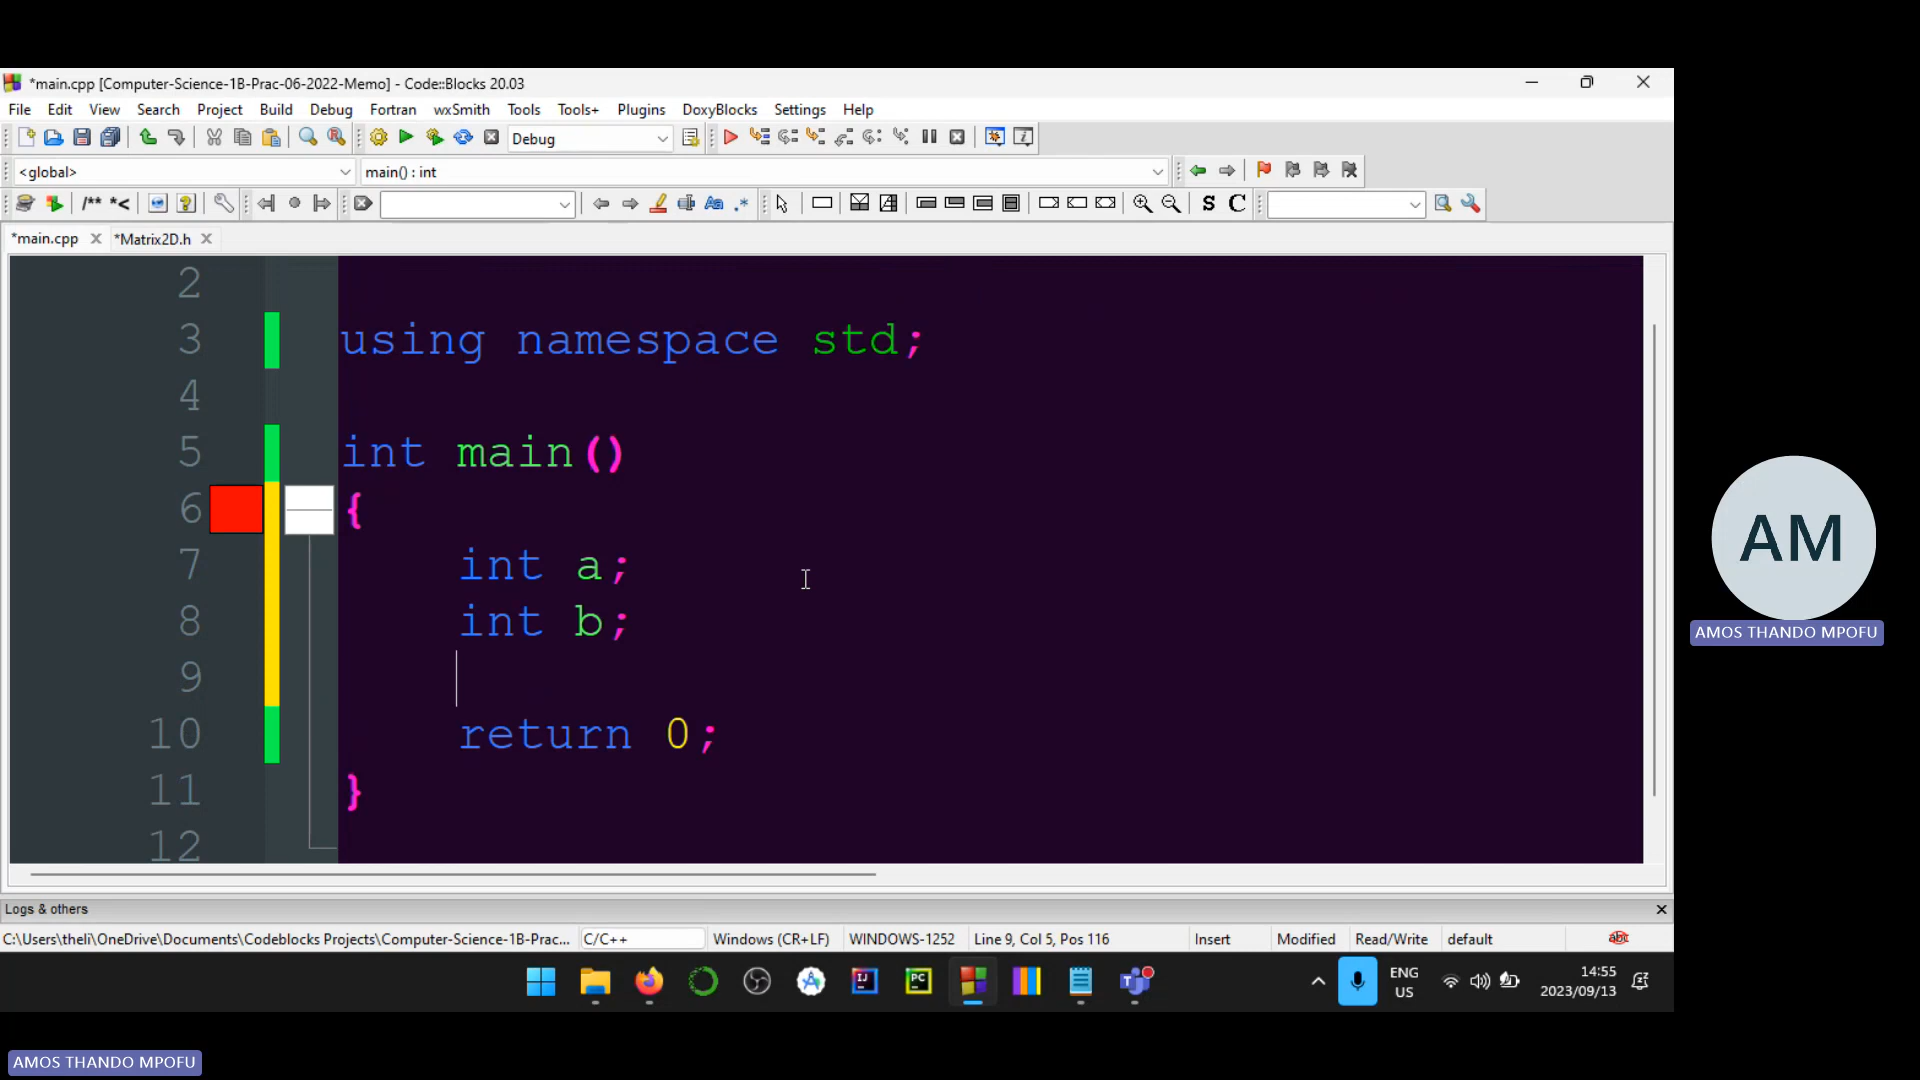 *main.cpp [Computer-Science-1B-Prac-06-2022-Memo] - Code::Blocks 20.03
File Edit View Search Project Build Debug Fortran wxSmith Tools Tools+ Plugins DoxyBlocks Settings Help
Debug
<global> main() : int
/** *< Aa .* S C
*main.cpp *Matrix2D.h
2
3 using namespace std;
4
5 int main()
6 {
7 int a;
8 int b;
9
10 return 0;
11 }
12
AM
AMOS THANDO MPOFU
Logs & others
C:\Users\theli\OneDrive\Documents\Codeblocks Projects\Computer-Science-1B-Prac... C/C++ Windows (CR+LF) WINDOWS-1252 Line 9, Col 5, Pos 116 Insert Modified Read/Write default abc
IJ PC T ENG US 14:55
2023/09/13
AMOS THANDO MPOFU